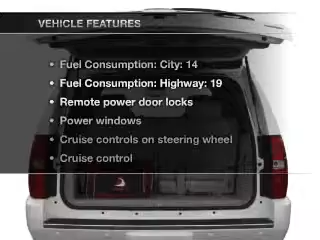 VEHICLE FEATURES
• Fuel Consumption: City: 14
• Fuel Consumption: Highway: 19
• Remote power door locks
• Power windows
• Cruise controls on steering wheel
• Cruise control